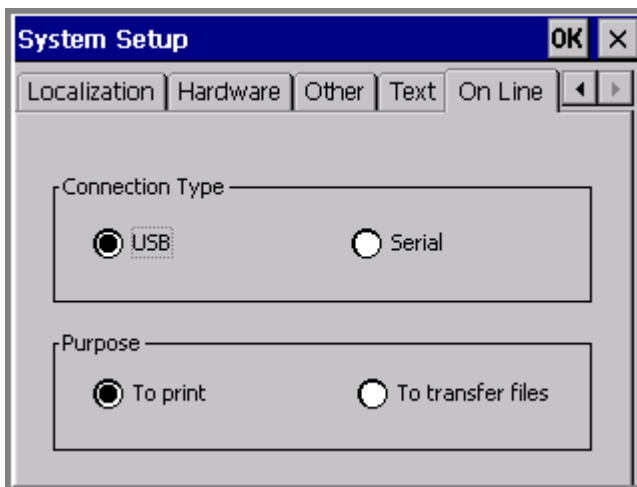 System Setup OK ×
Localization Hardware Other Text On Line
Connection Type
USB Serial
Purpose
To print To transfer files